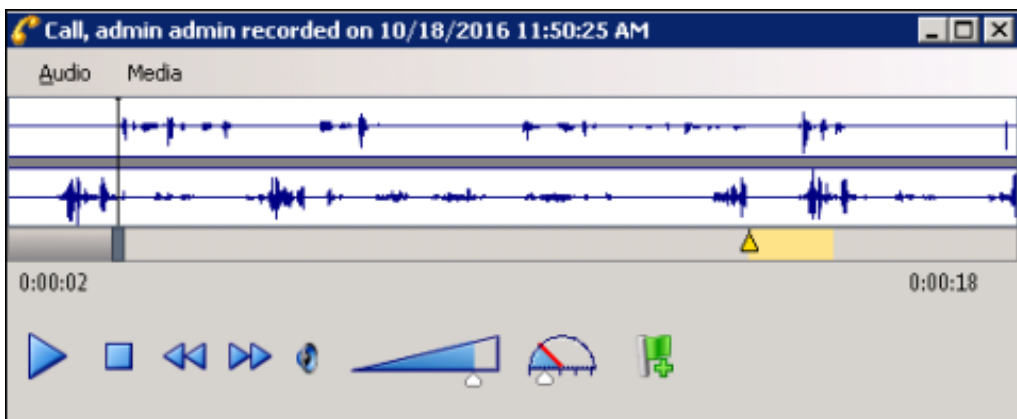 Call, admin admin recorded on 10/18/2016 11:50:25 AM
Audio Media
0:00:02 0:00:18